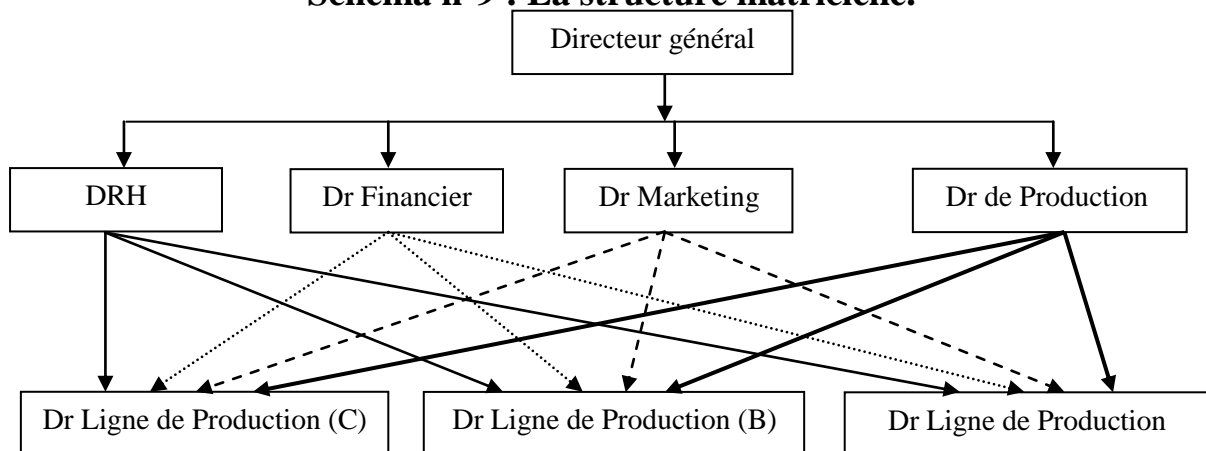 Schéma n°9 : La structure matricielle.
Directeur général
DRH
Dr Financier
Dr Marketing
Dr de Production
Dr Ligne de Production (C)
Dr Ligne de Production (B)
Dr Ligne de Production